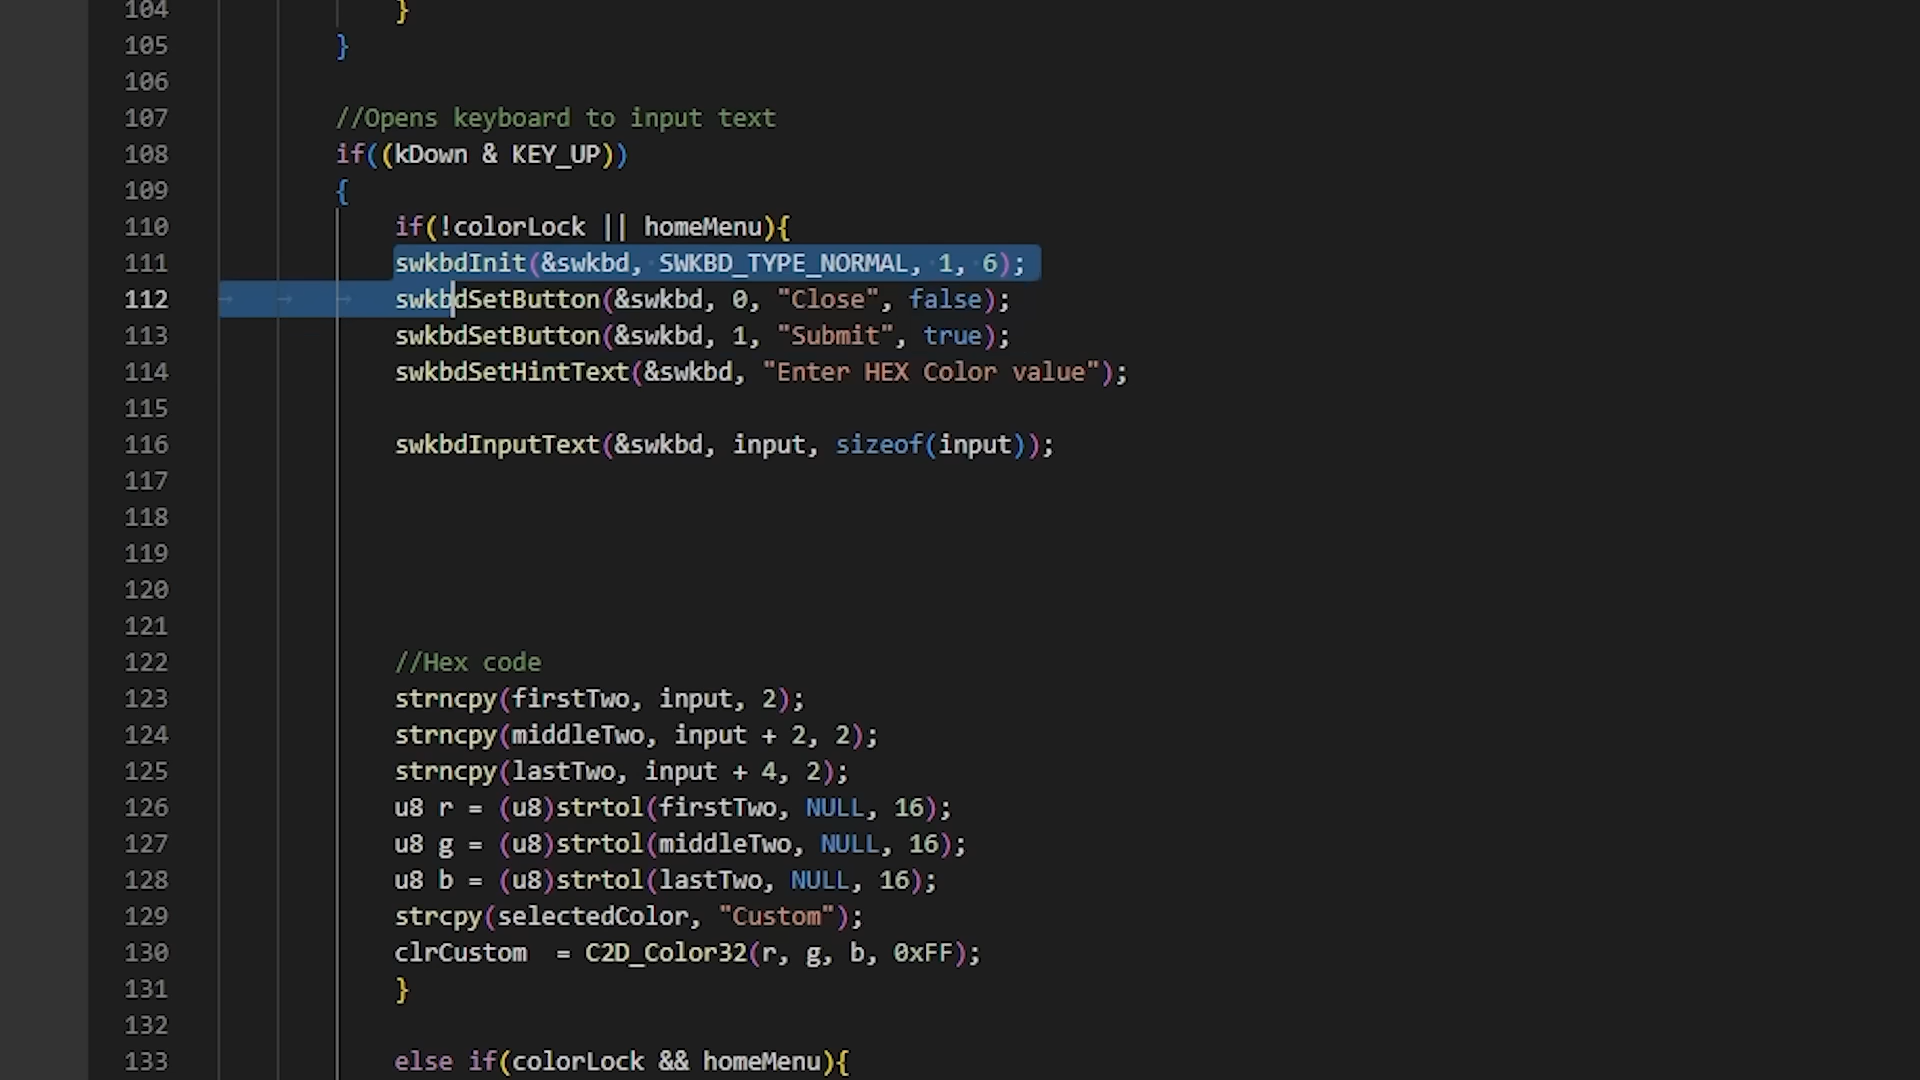 104 }
105 }
106
107 //Opens keyboard to input text
108 if((kDown & KEY_UP))
109 {
110 if(!colorLock || homeMenu){
111 swkbdInit(&swkbd, SWKBD_TYPE_NORMAL, 1, 6);
112 swkbdSetButton(&swkbd, 0, "Close", false);
113 swkbdSetButton(&swkbd, 1, "Submit", true);
114 swkbdSetHintText(&swkbd, "Enter HEX Color value");
115
116 swkbdInputText(&swkbd, input, sizeof(input));
117
118
119
120
121
122 //Hex code
123 strncpy(firstTwo, input, 2);
124 strncpy(middleTwo, input + 2, 2);
125 strncpy(lastTwo, input + 4, 2);
126 u8 r = (u8)strtol(firstTwo, NULL, 16);
127 u8 g = (u8)strtol(middleTwo, NULL, 16);
128 u8 b = (u8)strtol(lastTwo, NULL, 16);
129 strcpy(selectedColor, "Custom");
130 clrCustom  = C2D_Color32(r, g, b, 0xFF);
131 }
132
133 else if(colorLock && homeMenu){